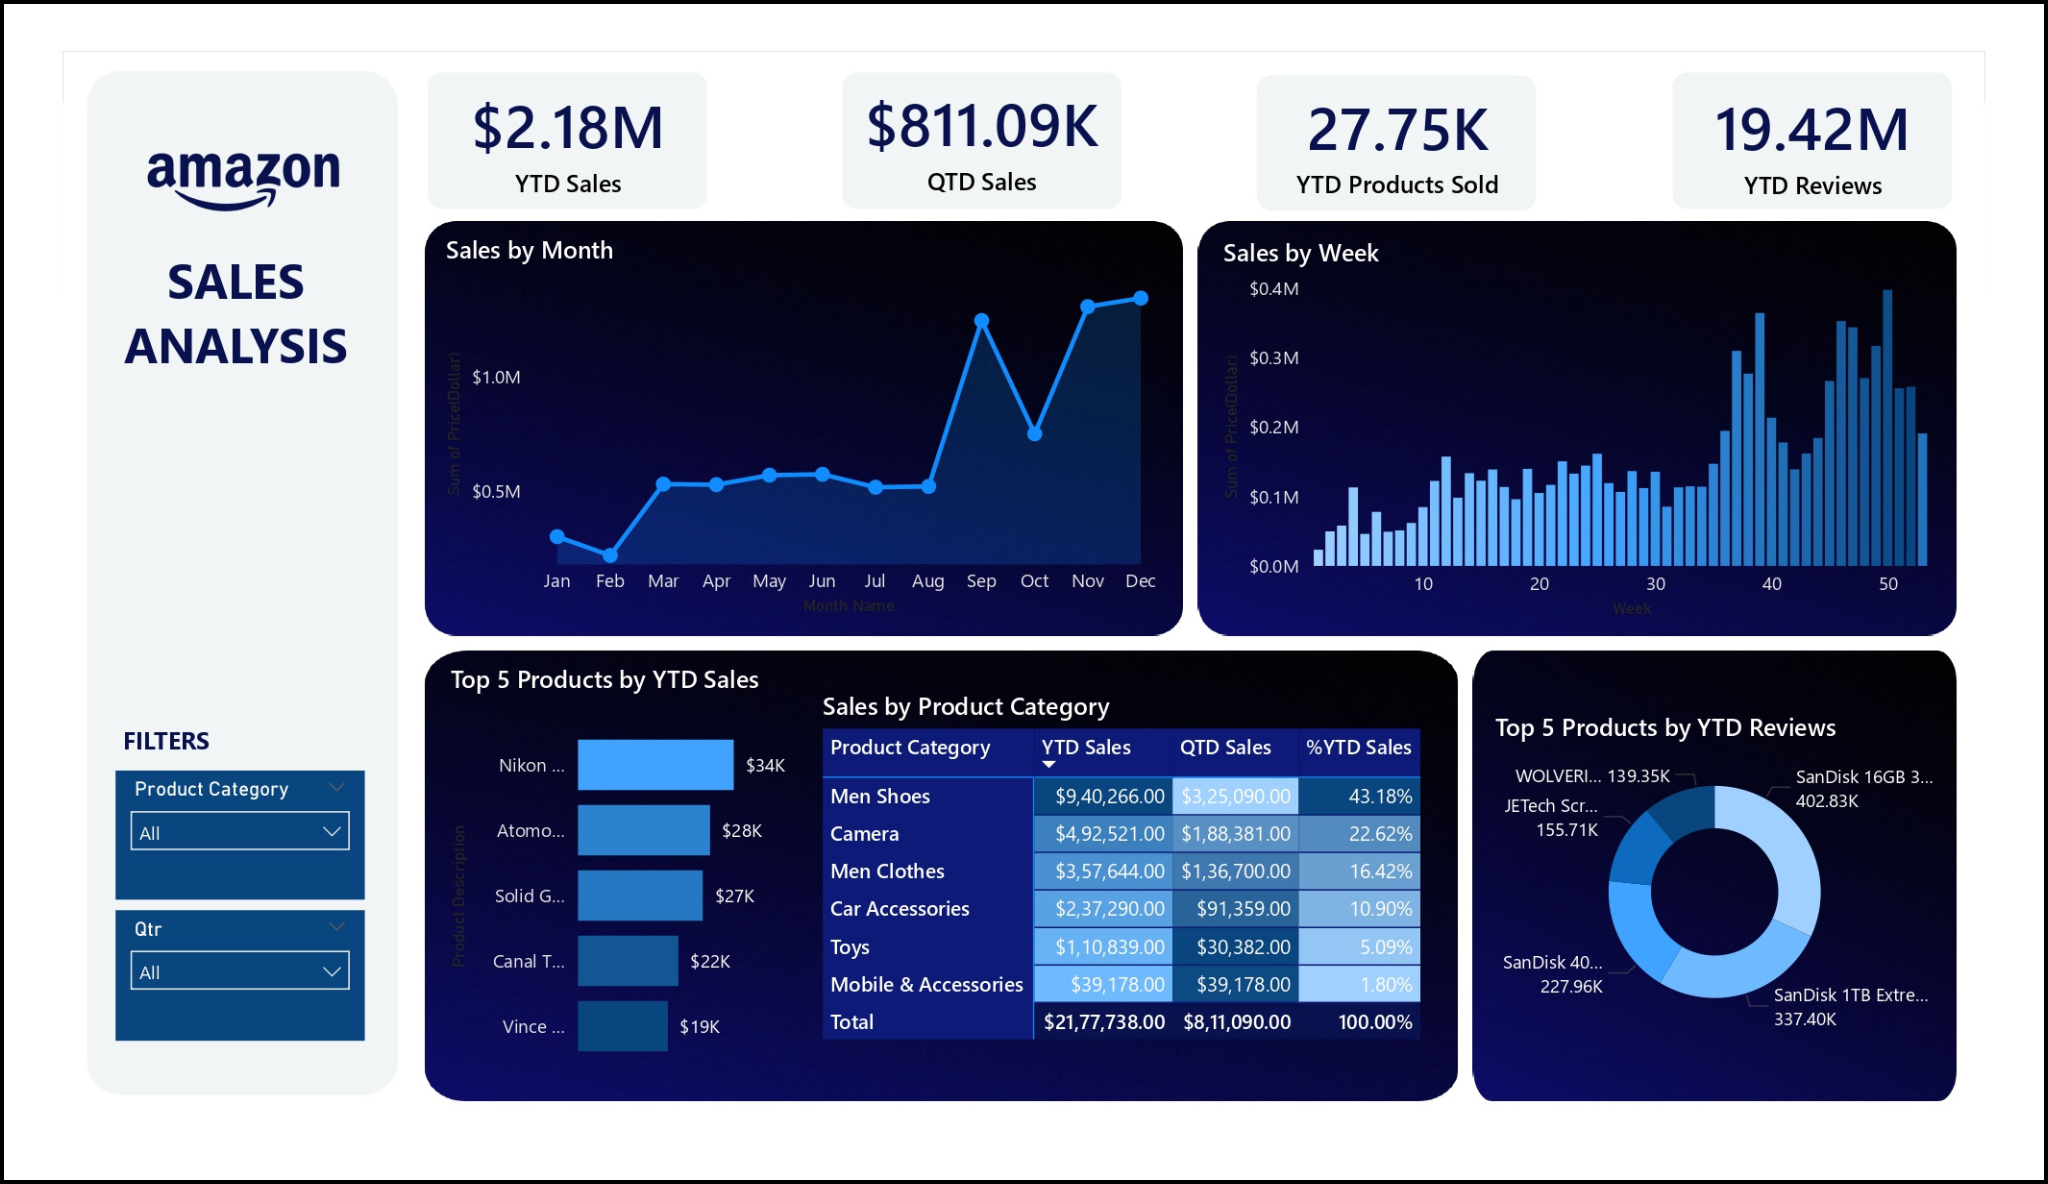 amazon
SALES
ANALYSIS
FILTERS
Product Category
All
Qtr
All
$2.18M
YTD Sales
$811.09K
QTD Sales
27.75K
YTD Products Sold
19.42M
YTD Reviews
Sales by Month
Sum of Price(Dollar)
$1.0M
$0.5M
Jan Feb Mar Apr May Jun Jul Aug Sep Oct Nov Dec
Month Name
Sales by Week
Sum of Price(Dollar)
$0.4M
$0.3M
$0.2M
$0.1M
$0.0M
10 20 30 40 50
Week
Top 5 Products by YTD Sales
Product Description
Nikon ... $34K
Atomo... $28K
Solid G... $27K
Canal T... $22K
Vince ... $19K
Sales by Product Category
Product Category YTD Sales QTD Sales %YTD Sales
Men Shoes $9,40,266.00 $3,25,090.00 43.18%
Camera $4,92,521.00 $1,88,381.00 22.62%
Men Clothes $3,57,644.00 $1,36,700.00 16.42%
Car Accessories $2,37,290.00 $91,359.00 10.90%
Toys $1,10,839.00 $30,382.00 5.09%
Mobile & Accessories $39,178.00 $39,178.00 1.80%
Total $21,77,738.00 $8,11,090.00 100.00%
Top 5 Products by YTD Reviews
WOLVERI... 139.35K
SanDisk 16GB 3...
402.83K
JETech Scr...
155.71K
SanDisk 40...
227.96K
SanDisk 1TB Extre...
337.40K